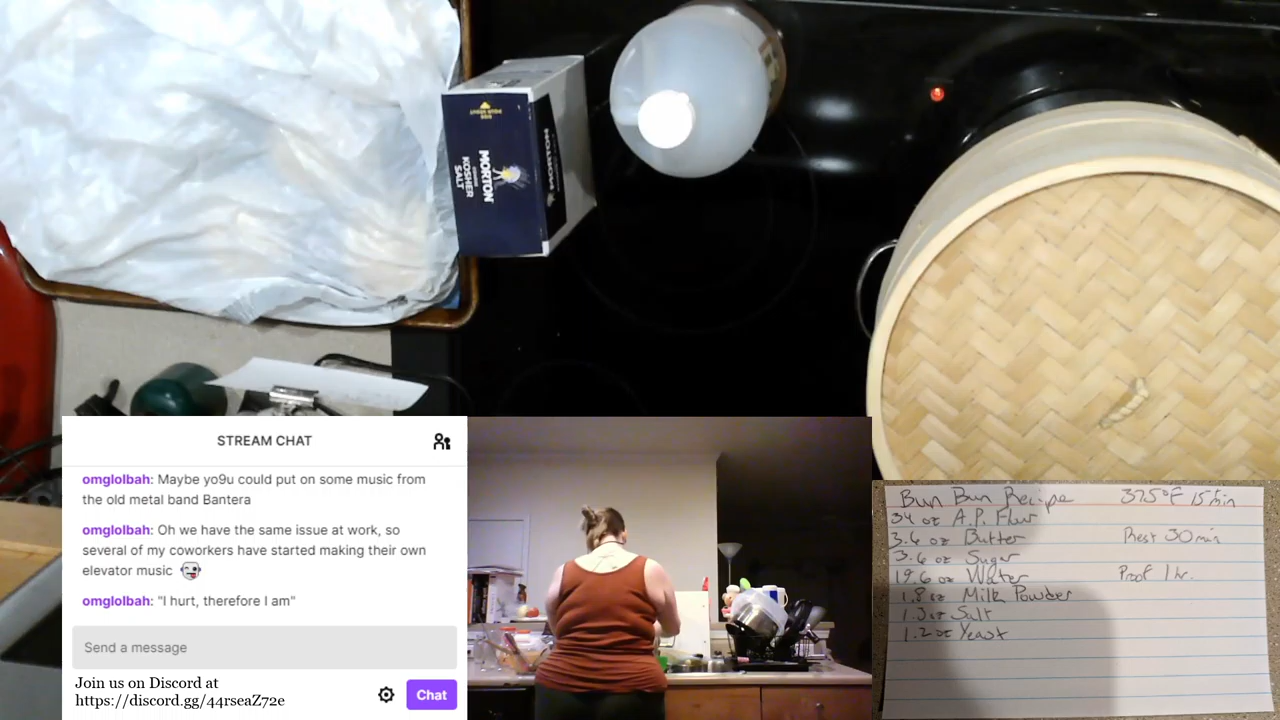 MORTON
KOSHER
SALT
MORTON
STREAM CHAT
omglolbah: Maybe yo9u could put on some music from
the old metal band Bantera
omglolbah: Oh we have the same issue at work, so
several of my coworkers have started making their own
elevator music
omglolbah: "I hurt, therefore I am"
Send a message
Join us on Discord at
https://discord.gg/44rseaZ72e
Chat
Bun Bun Recipe 375°F 15 min
34 oz A.P. Flour
3.6 oz Butter Rest 30 min
3.6 oz Sugar
19.6 oz Water Proof 1 hr.
1.8 oz Milk Powder
1.3 oz Salt
1.2 oz Yeast